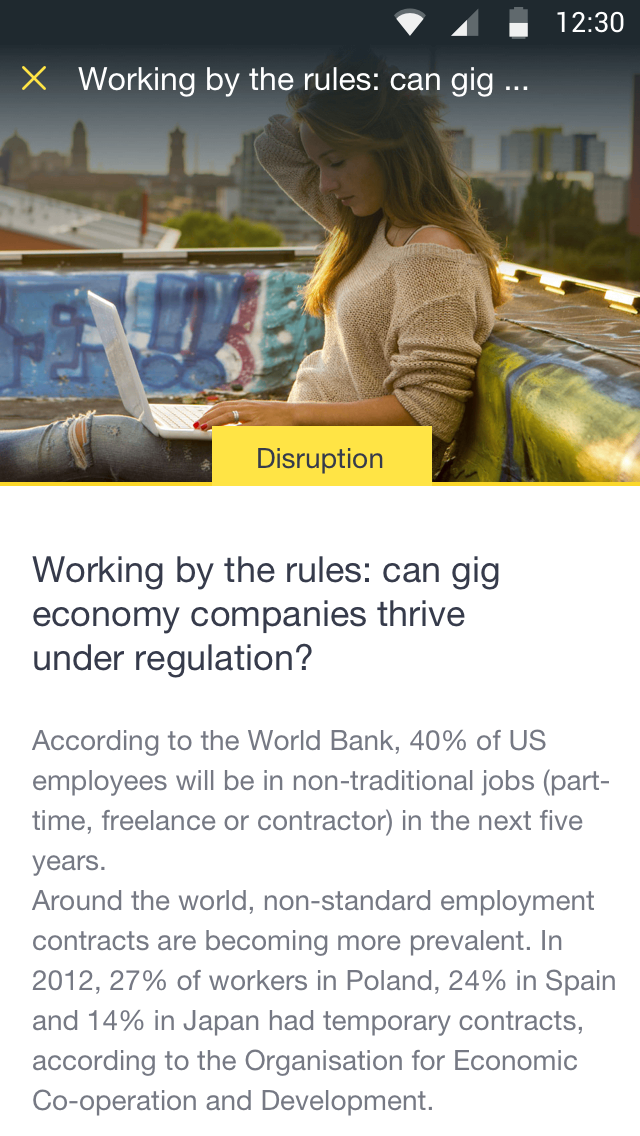 12:30
Working by the rules: can gig ...
Disruption
Working by the rules: can gig
economy companies thrive
under regulation?
According to the World Bank, 40% of US
employees will be in non-traditional jobs (part-
time, freelance or contractor) in the next five
years.
Around the world, non-standard employment
contracts are becoming more prevalent. In
2012, 27% of workers in Poland, 24% in Spain
and 14% in Japan had temporary contracts,
according to the Organisation for Economic
Co-operation and Development.